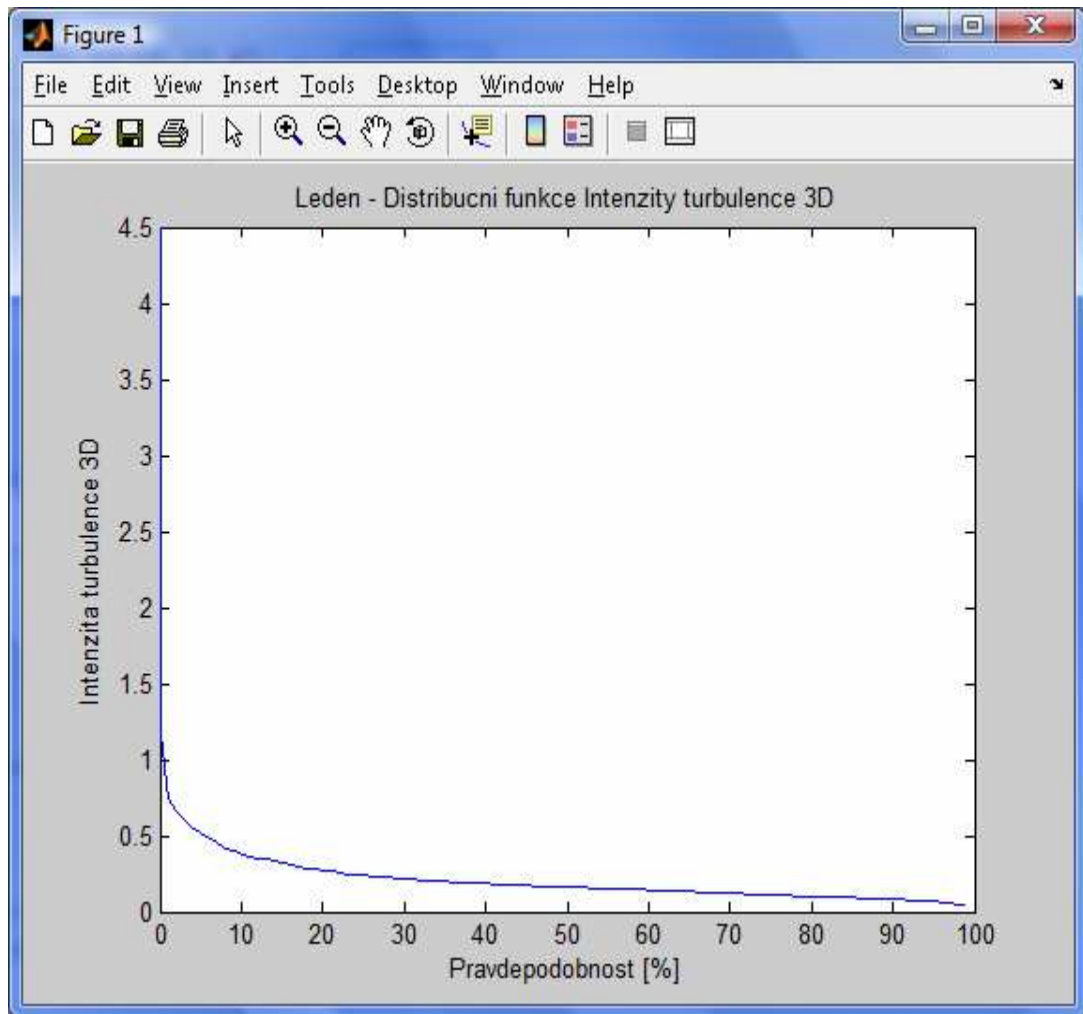 Figure 1
File Edit View Insert Tools Desktop Window Help
Leden - Distribucni funkce Intenzity turbulence 3D
4.5
4
3.5
3
2.5
2
1.5
1
0.5
0
Intenzita turbulence 3D
0 10 20 30 40 50 60 70 80 90 100
Pravdepodobnost [%]